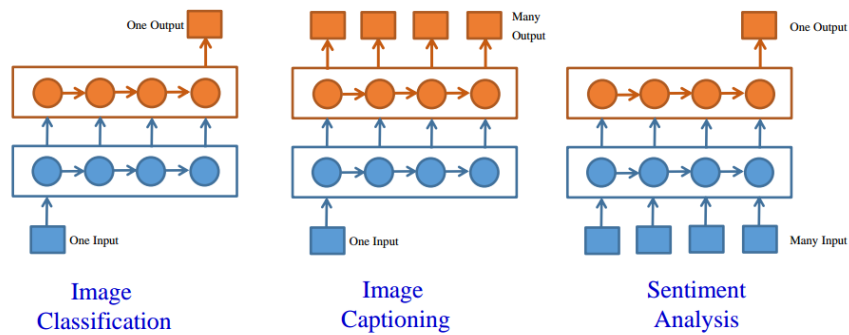 One Output
One Input
Image
Classification
Many
Output
One Input
Image
Captioning
One Output
Many Input
Sentiment
Analysis